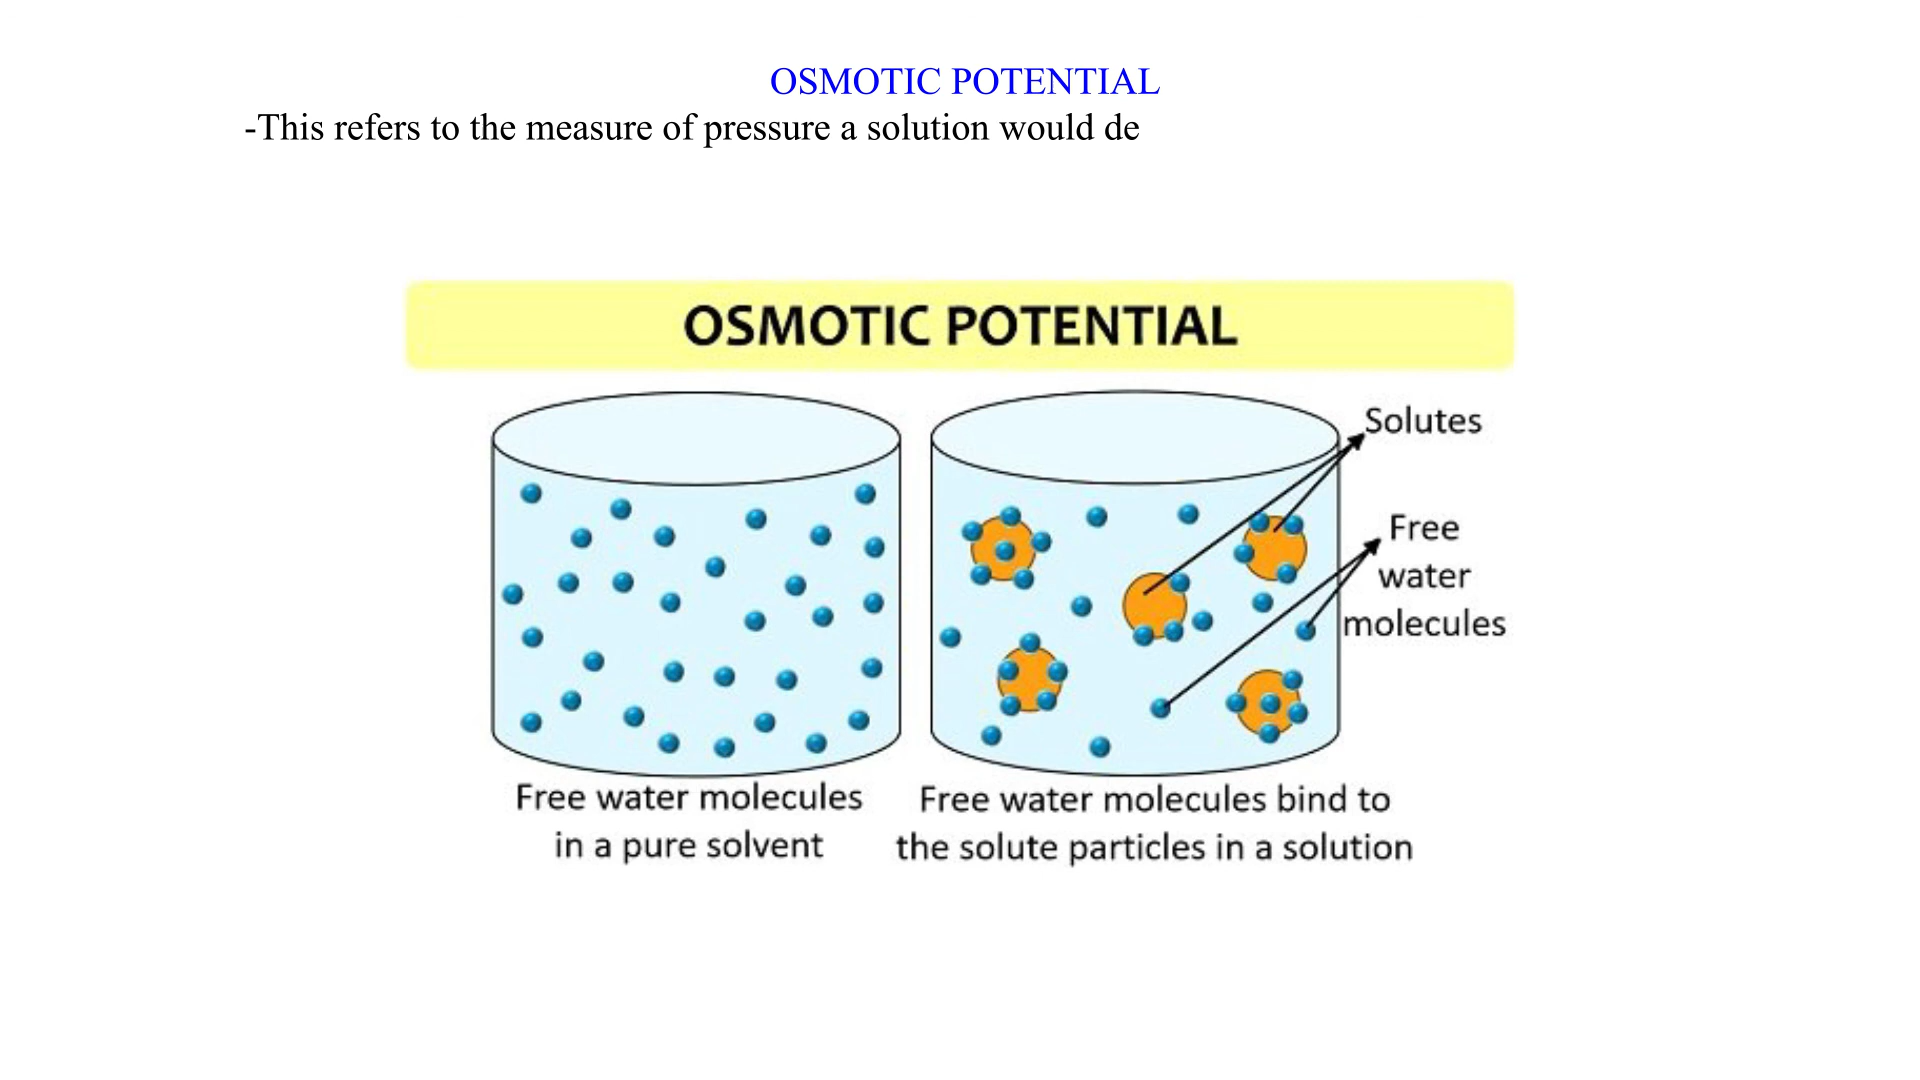 OSMOTIC POTENTIAL
-This refers to the measure of pressure a solution would de
OSMOTIC POTENTIAL
Solutes
Free
water
molecules
Free water molecules
in a pure solvent
Free water molecules bind to
the solute particles in a solution